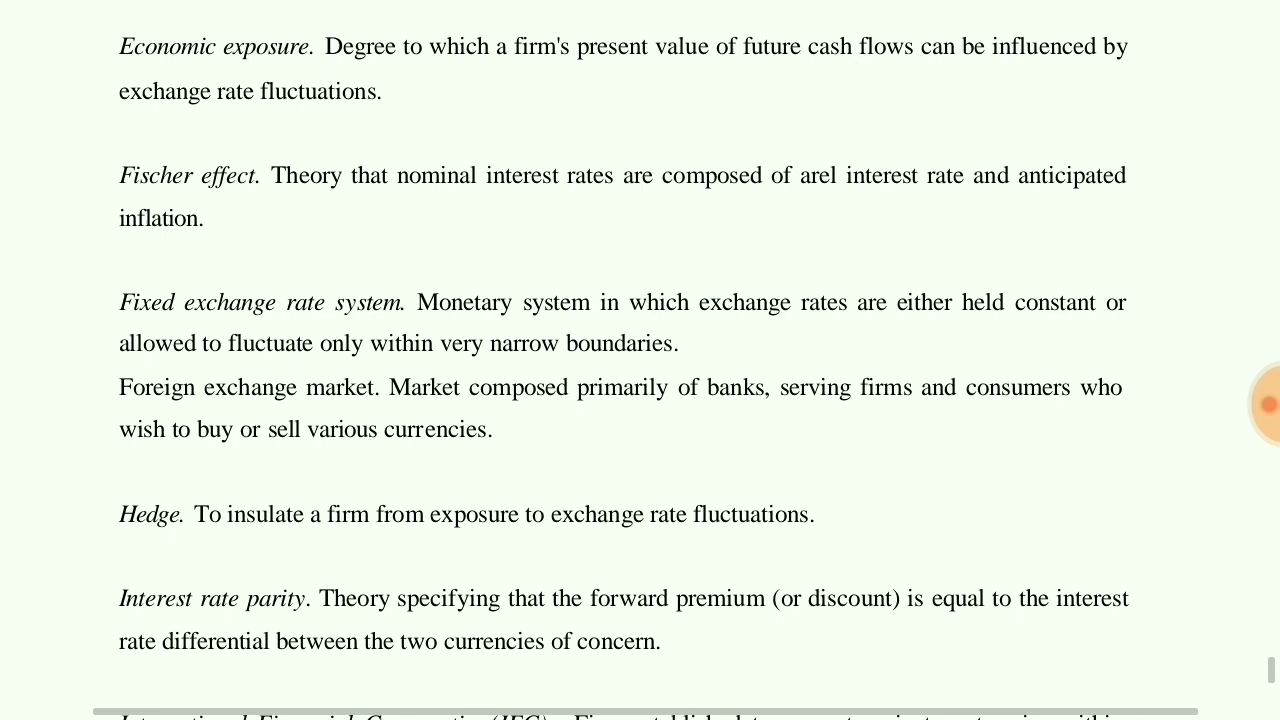 Economic exposure. Degree to which a firm's present value of future cash flows can be influenced by
exchange rate fluctuations.
Fischer effect. Theory that nominal interest rates are composed of arel interest rate and anticipated
inflation.
Fixed exchange rate system. Monetary system in which exchange rates are either held constant or
allowed to fluctuate only within very narrow boundaries.
Foreign exchange market. Market composed primarily of banks, serving firms and consumers who
wish to buy or sell various currencies.
Hedge. To insulate a firm from exposure to exchange rate fluctuations.
Interest rate parity. Theory specifying that the forward premium (or discount) is equal to the interest
rate differential between the two currencies of concern.